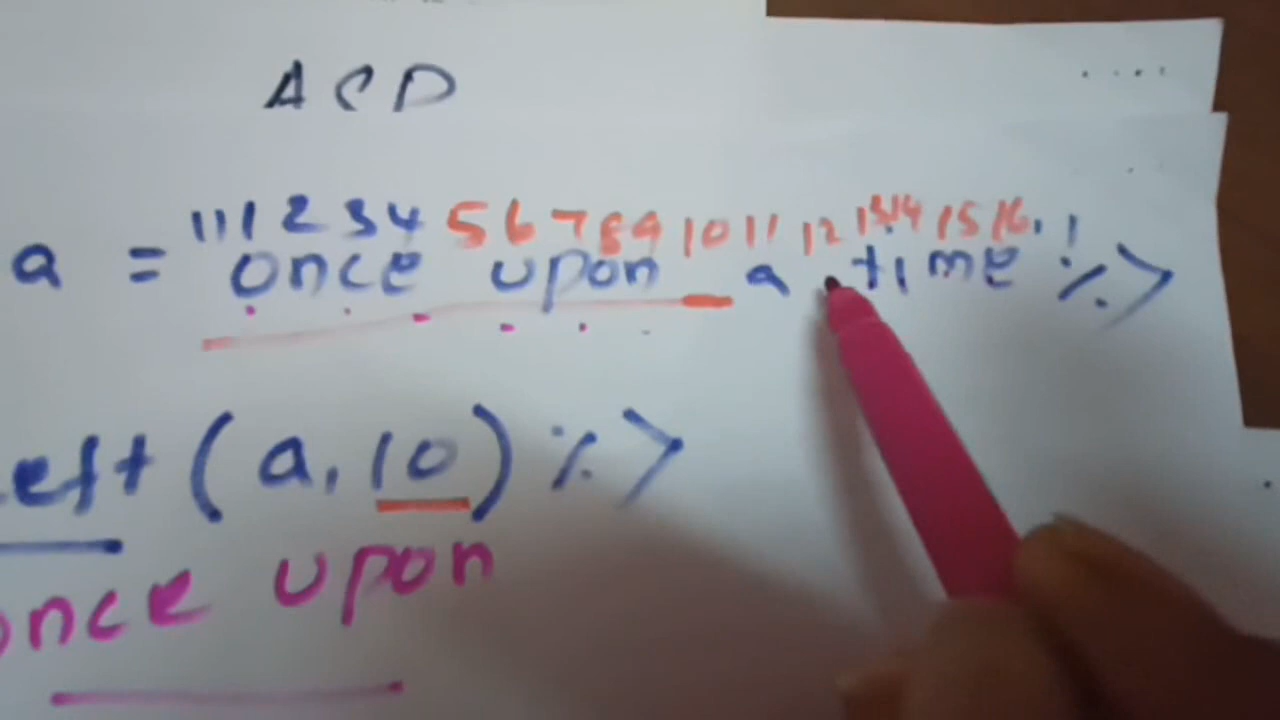 ACD
1 2 3 4 5 6 7 8 9 10 11 12 13 14 15 16
a = "once upon a time" %>
left (a, 10) %>
once upon